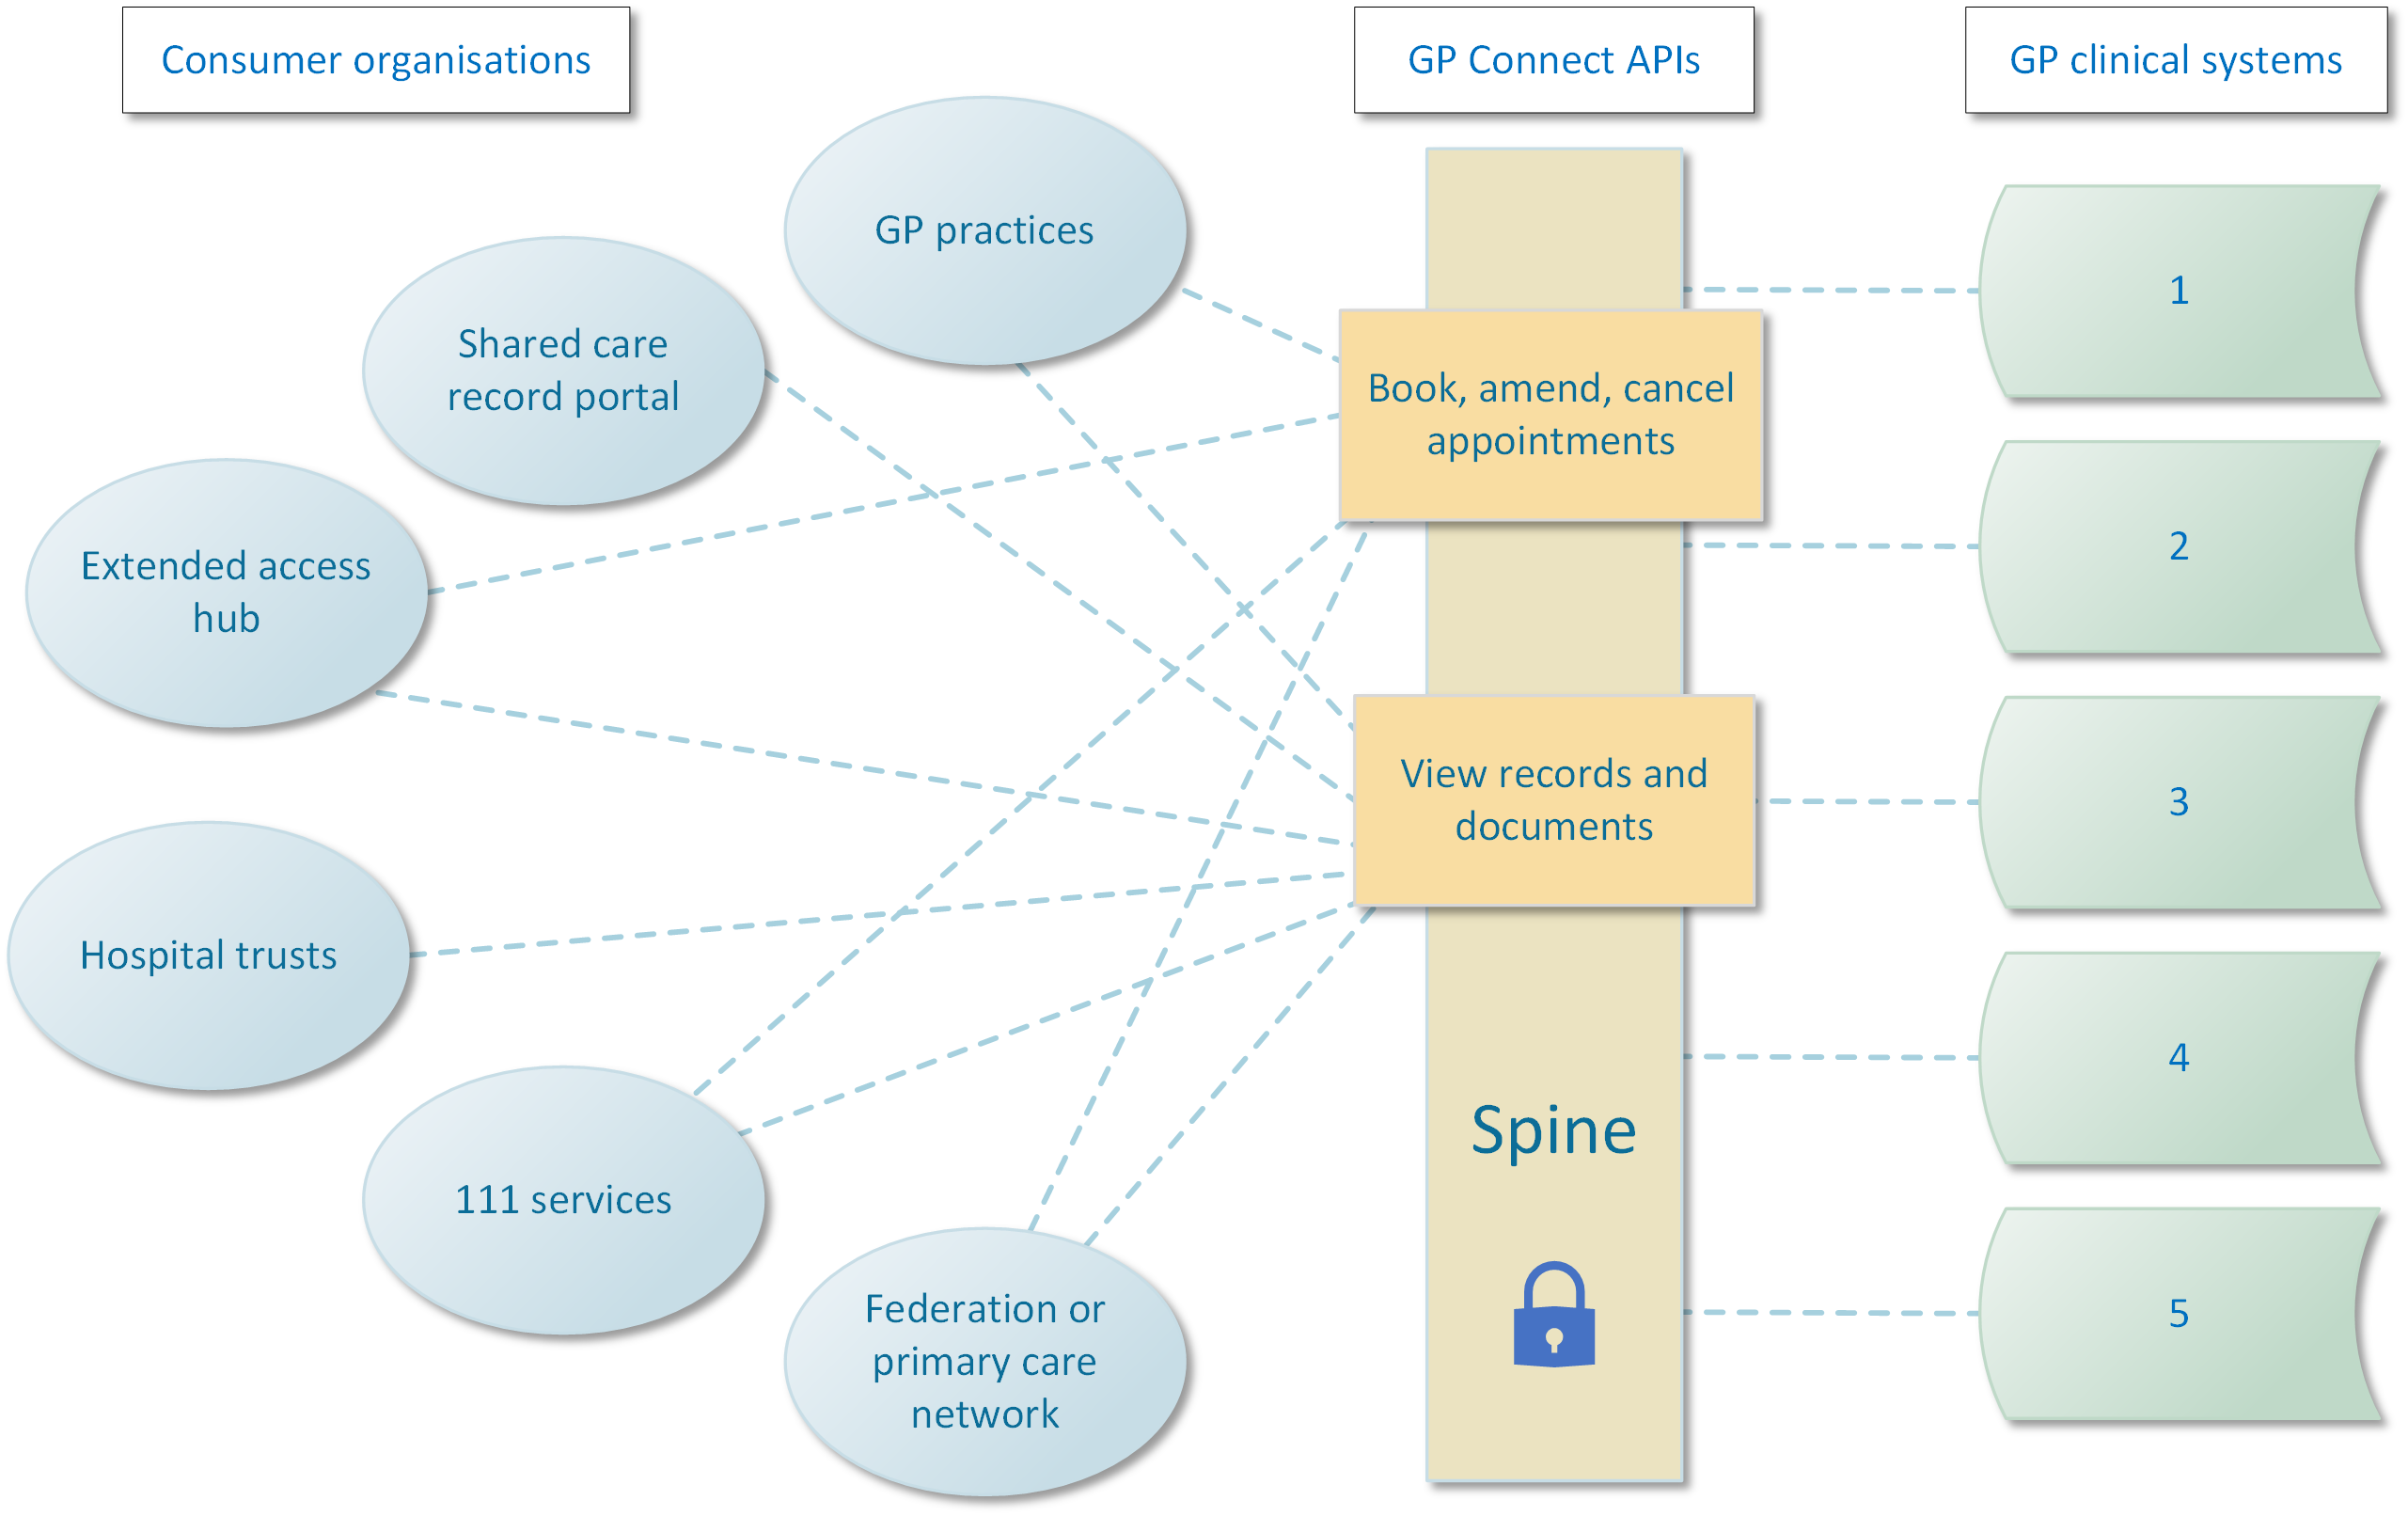 Consumer organisations
GP Connect APIs
GP clinical systems
GP practices
Shared care
record portal
Extended access
hub
Hospital trusts
111 services
Federation or
primary care
network
Book, amend, cancel
appointments
View records and
documents
Spine
1
2
3
4
5